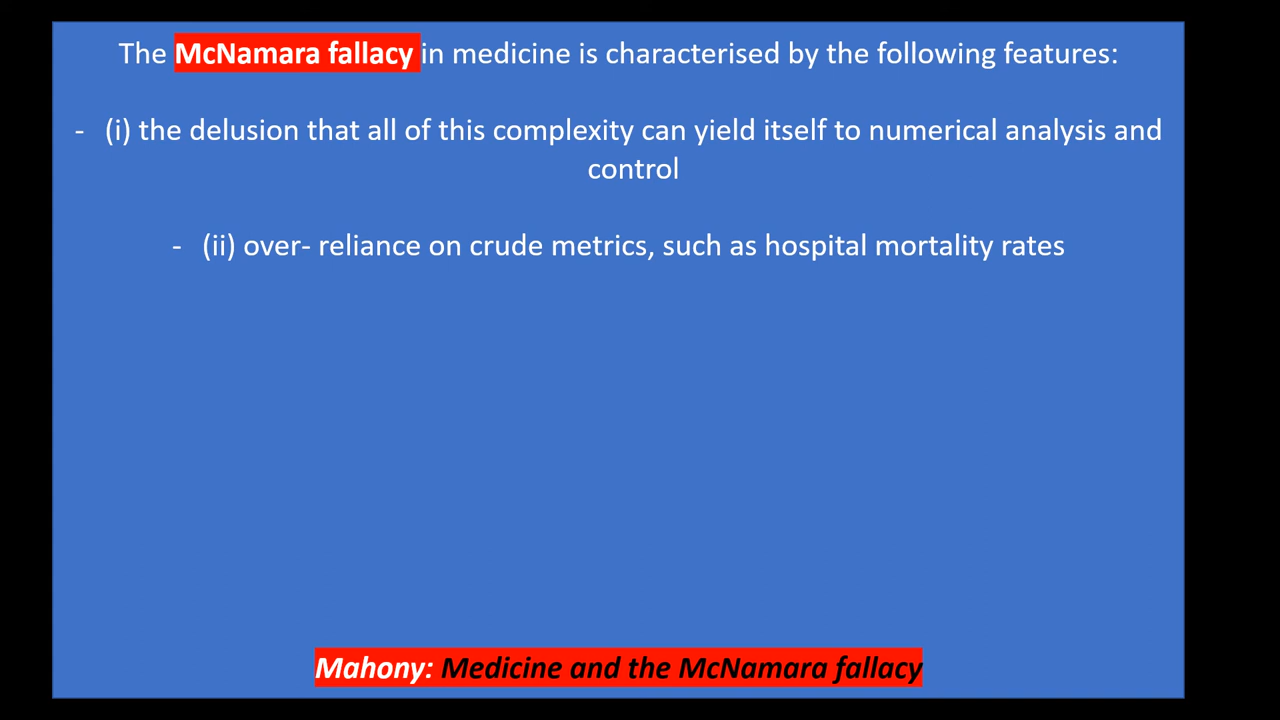 The McNamara fallacy in medicine is characterised by the following features:
- (i) the delusion that all of this complexity can yield itself to numerical analysis and
control
- (ii) over- reliance on crude metrics, such as hospital mortality rates
Mahony: Medicine and the McNamara fallacy